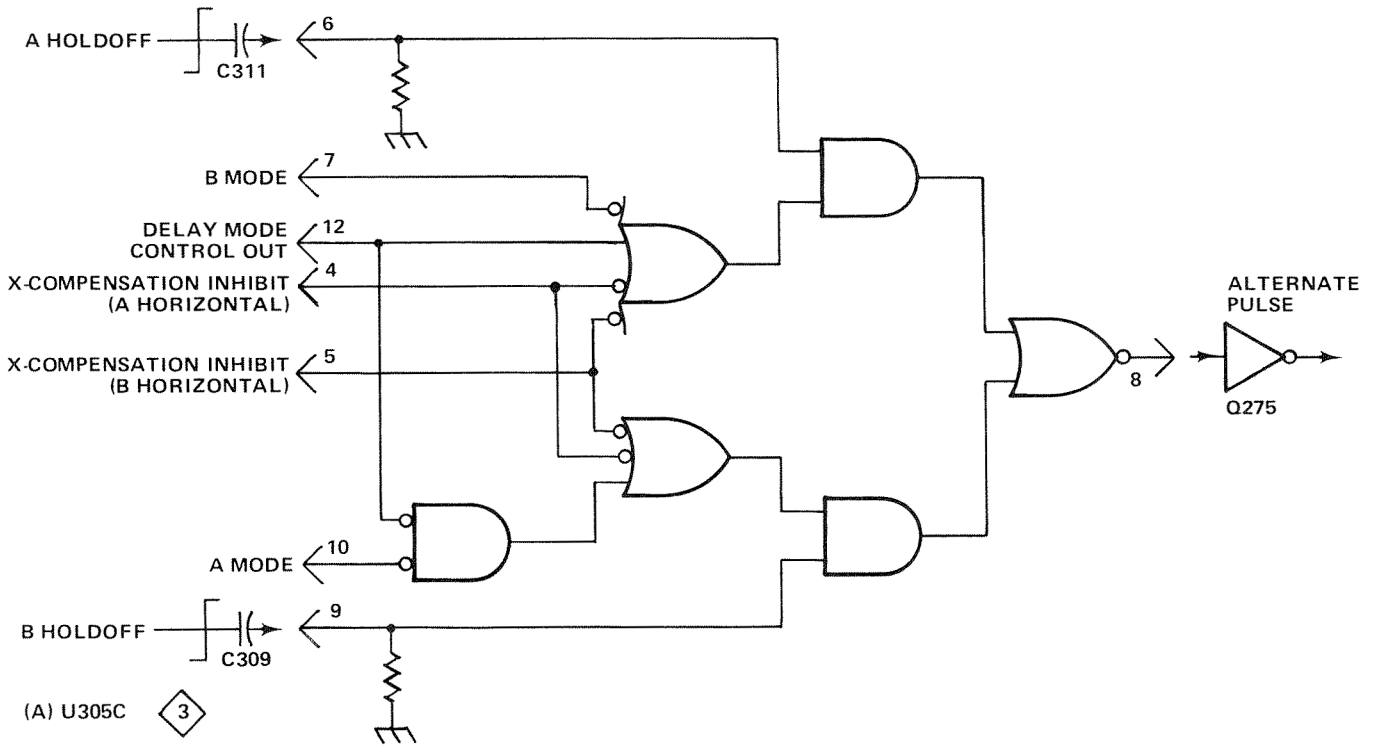 A HOLDOFF
C311
6
B MODE
7
DELAY MODE
CONTROL OUT
12
X-COMPENSATION INHIBIT
(A HORIZONTAL)
4
X-COMPENSATION INHIBIT
(B HORIZONTAL)
5
ALTERNATE
PULSE
8
Q275
A MODE
10
B HOLDOFF
C309
9
(A) U305C
3